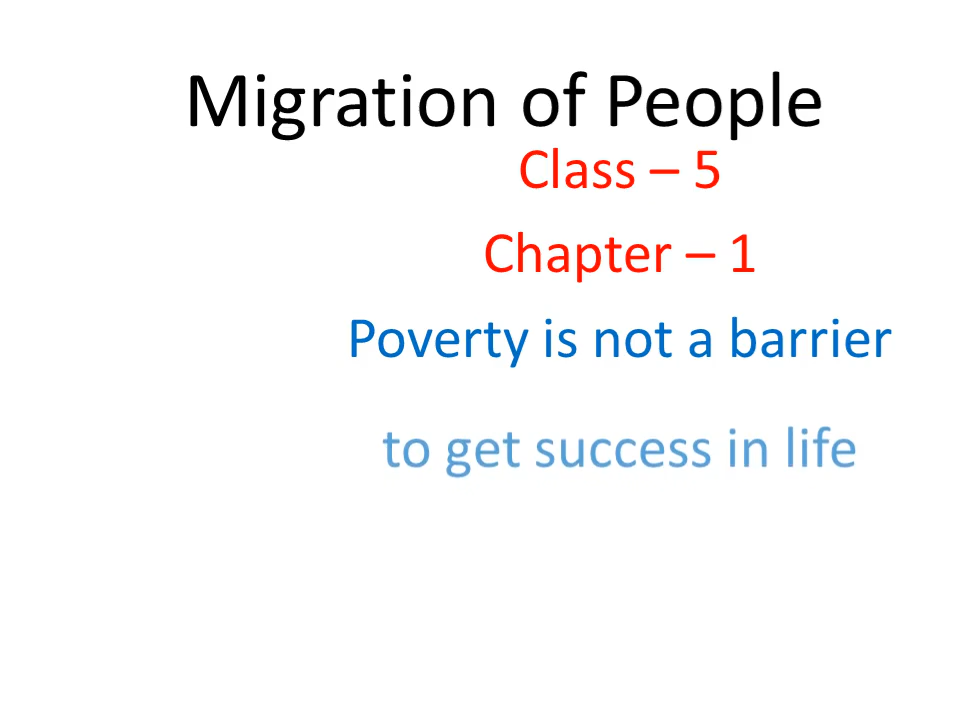 Migration of People
Class – 5
Chapter – 1
Poverty is not a barrier
to get success in life